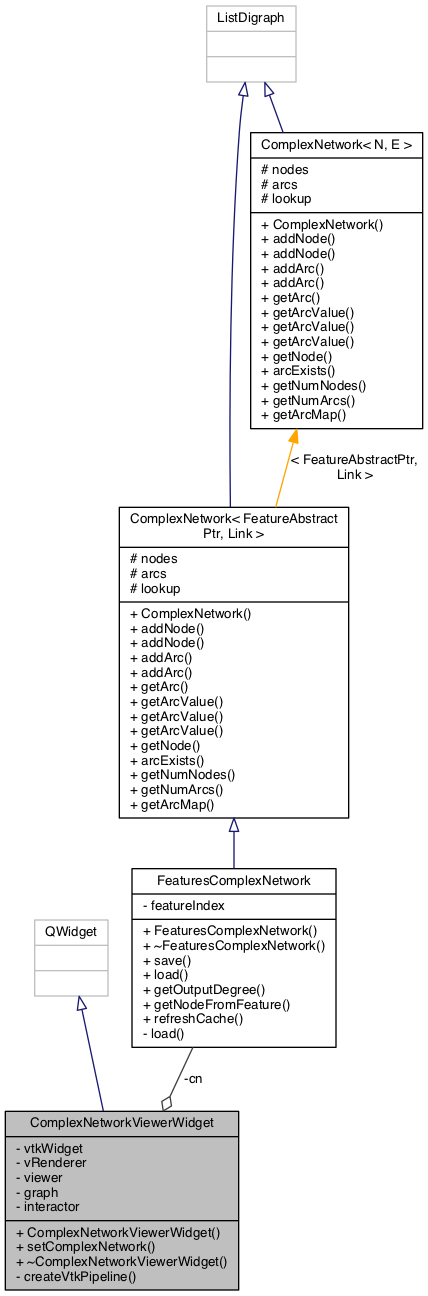 ListDigraph
ComplexNetwork< N, E >
# nodes
# arcs
# lookup
+ ComplexNetwork()
+ addNode()
+ addNode()
+ addArc()
+ addArc()
+ getArc()
+ getArcValue()
+ getArcValue()
+ getArcValue()
+ getNode()
+ arcExists()
+ getNumNodes()
+ getNumArcs()
+ getArcMap()
< FeatureAbstractPtr,
Link >
ComplexNetwork< FeatureAbstract
Ptr, Link >
# nodes
# arcs
# lookup
+ ComplexNetwork()
+ addNode()
+ addNode()
+ addArc()
+ addArc()
+ getArc()
+ getArcValue()
+ getArcValue()
+ getArcValue()
+ getNode()
+ arcExists()
+ getNumNodes()
+ getNumArcs()
+ getArcMap()
FeaturesComplexNetwork
- featureIndex
+ FeaturesComplexNetwork()
+ ~FeaturesComplexNetwork()
+ save()
+ load()
+ getOutputDegree()
+ getNodeFromFeature()
+ refreshCache()
- load()
QWidget
-cn
ComplexNetworkViewerWidget
- vtkWidget
- vRenderer
- viewer
- graph
- interactor
+ ComplexNetworkViewerWidget()
+ setComplexNetwork()
+ ~ComplexNetworkViewerWidget()
- createVtkPipeline()